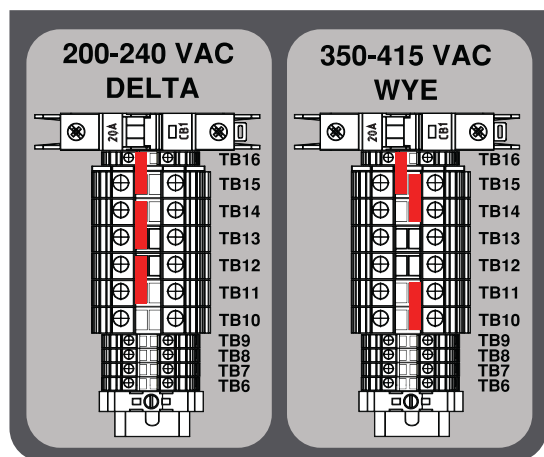 200-240 VAC
DELTA
20A
CB1
TB16
TB15
TB14
TB13
TB12
TB11
TB10
TB9
TB8
TB7
TB6
350-415 VAC
WYE
20A
CB1
TB16
TB15
TB14
TB13
TB12
TB11
TB10
TB9
TB8
TB7
TB6